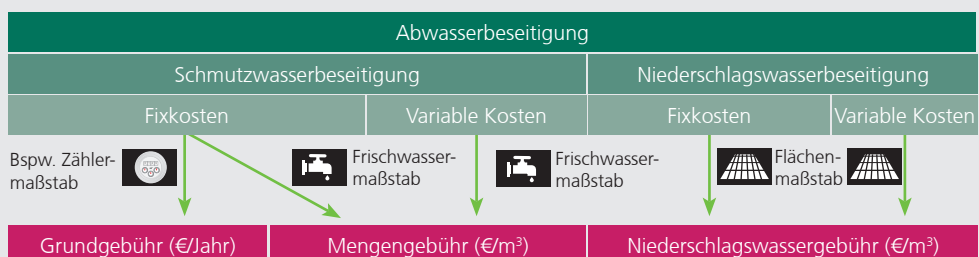 Abwasserbeseitigung
Schmutzwasserbeseitigung
Niederschlagswasserbeseitigung
Fixkosten
Variable Kosten
Fixkosten
Variable Kosten
Bspw. Zähler-
maßstab
Frischwasser-
maßstab
Frischwasser-
maßstab
Flächen-
maßstab
Grundgebühr (€/Jahr)
Mengengebühr (€/m³)
Niederschlagswassergebühr (€/m³)